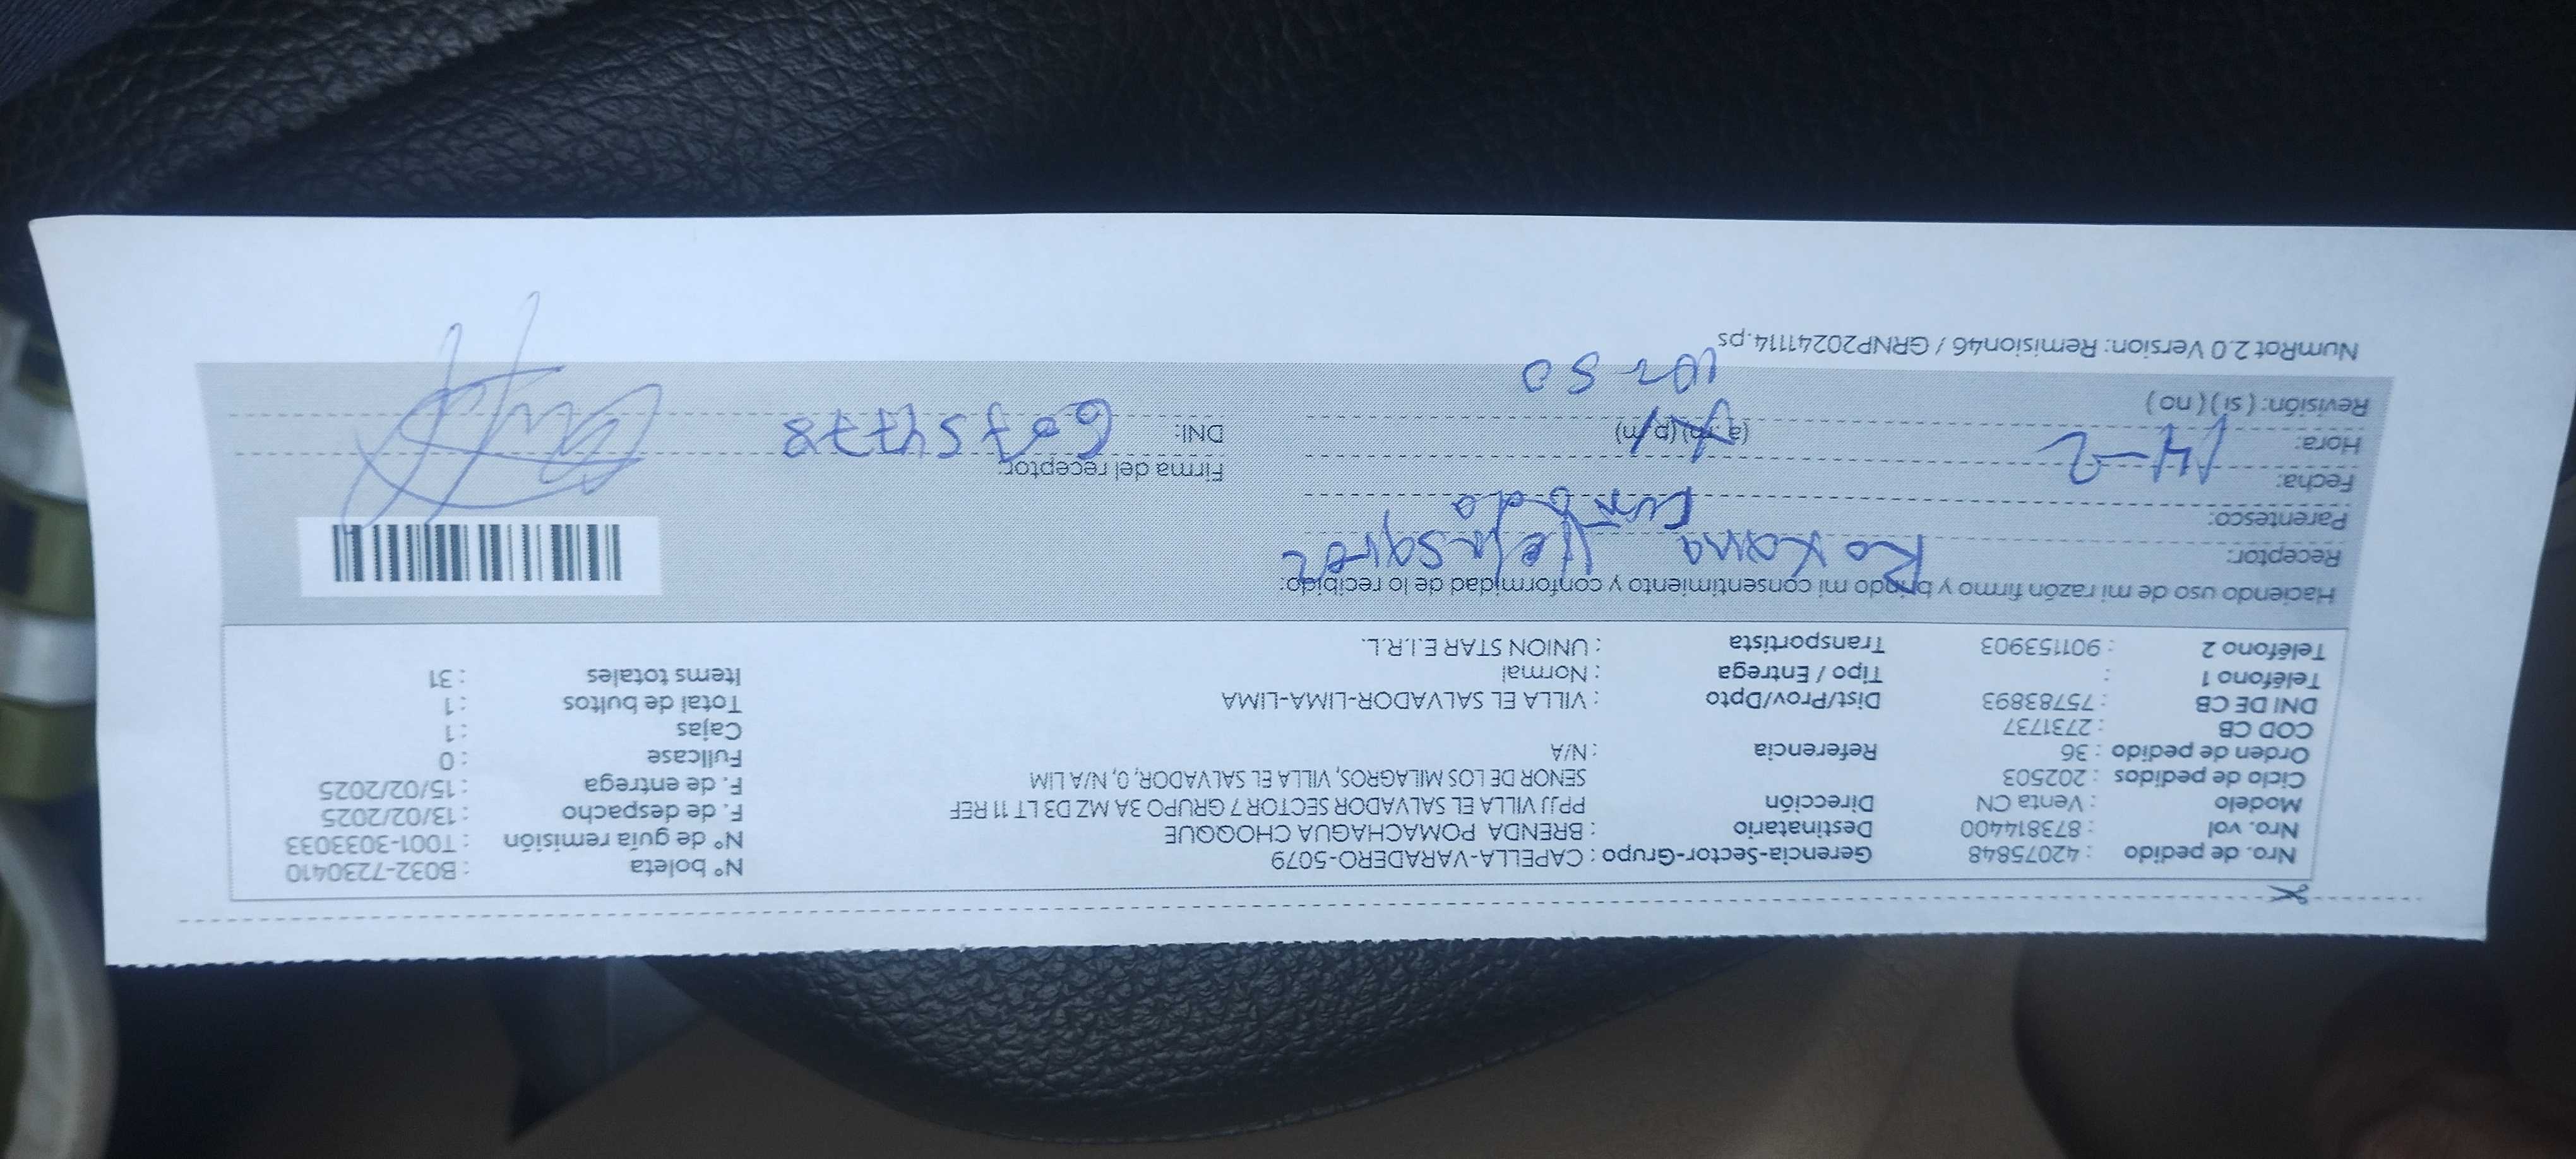 Nro. de pedido : 42075848 Gerencia-Sector-Grupo : CAPELLA-VARADERO-5079 N° boleta : B032-7230410
Nro. vol : 873814400 Destinatario : BRENDA POMACHAGUA CHOQQUE N° de guía remisión : T001-3033033
Modelo : Venta CN Dirección PPJJ VILLA EL SALVADOR SECTOR 7 GRUPO 3A MZ D3 LT 11 REF F. de despacho : 13/02/2025
Ciclo de pedidos : 202503 SENOR DE LOS MILAGROS, VILLA EL SALVADOR, 0, N/A LIM F. de entrega : 15/02/2025
Orden de pedido : 36 Referencia : N/A Fullcase : 0
COD CB : 2731737 Cajas : 1
DNI DE CB : 75783893 Dist/Prov/Dpto : VILLA EL SALVADOR-LIMA-LIMA Total de bultos : 1
Teléfono 1 : Tipo / Entrega : Normal Items totales : 31
Teléfono 2 : 901153903 Transportista : UNION STAR E.I.R.L.
Haciendo uso de mi razón firmo y brindo mi consentimiento y conformidad de lo recibido:
Receptor: Roxana Velasquez
Parentesco: Cuñada
Fecha: 14-2 Firma del receptor:
Hora: (a.m) (p.m) DNI: 60754778
Revisión: ( si ) ( no )
NumRot 2.0 Version: Remision46 / GRNP20241114.ps